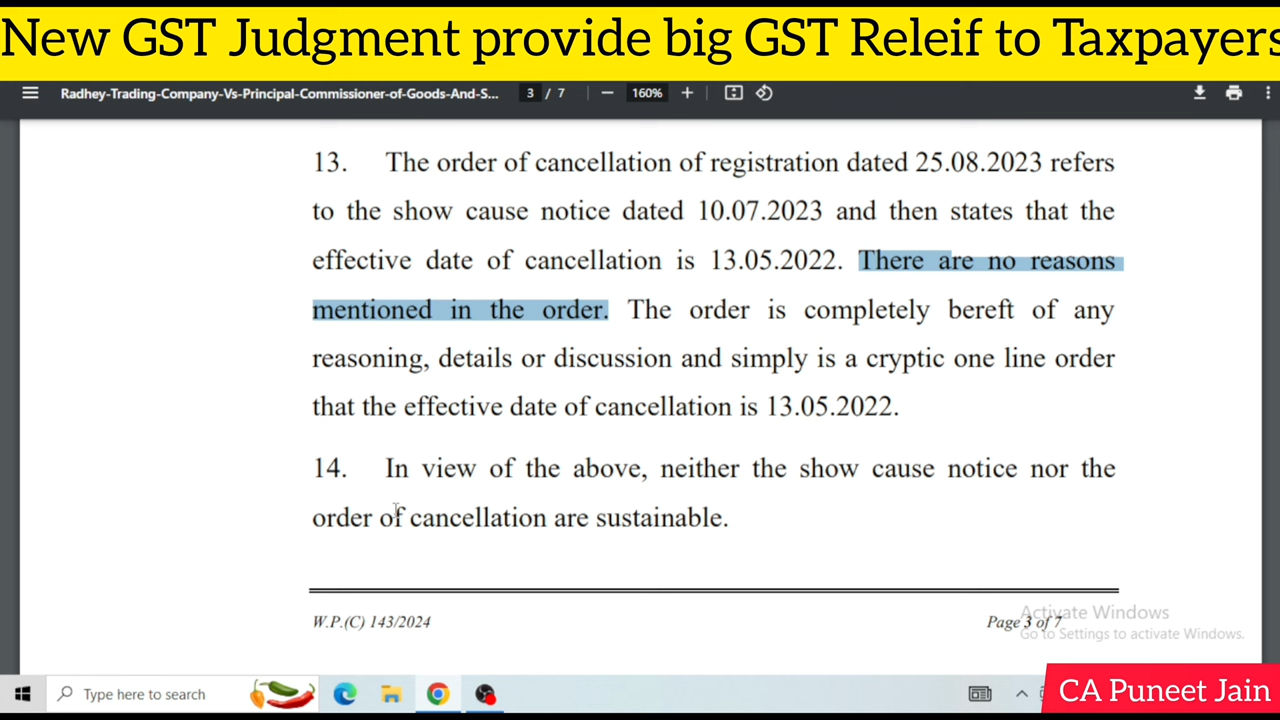 New GST Judgment provide big GST Releif to Taxpayers
Radhey-Trading-Company-Vs-Principal-Commissioner-of-Goods-And-S... 3 / 7 160%
13. The order of cancellation of registration dated 25.08.2023 refers
to the show cause notice dated 10.07.2023 and then states that the
effective date of cancellation is 13.05.2022. There are no reasons
mentioned in the order. The order is completely bereft of any
reasoning, details or discussion and simply is a cryptic one line order
that the effective date of cancellation is 13.05.2022.
14. In view of the above, neither the show cause notice nor the
order of cancellation are sustainable.
W.P.(C) 143/2024 Page 3 of 7
Activate Windows
Go to Settings to activate Windows.
Type here to search
CA Puneet Jain